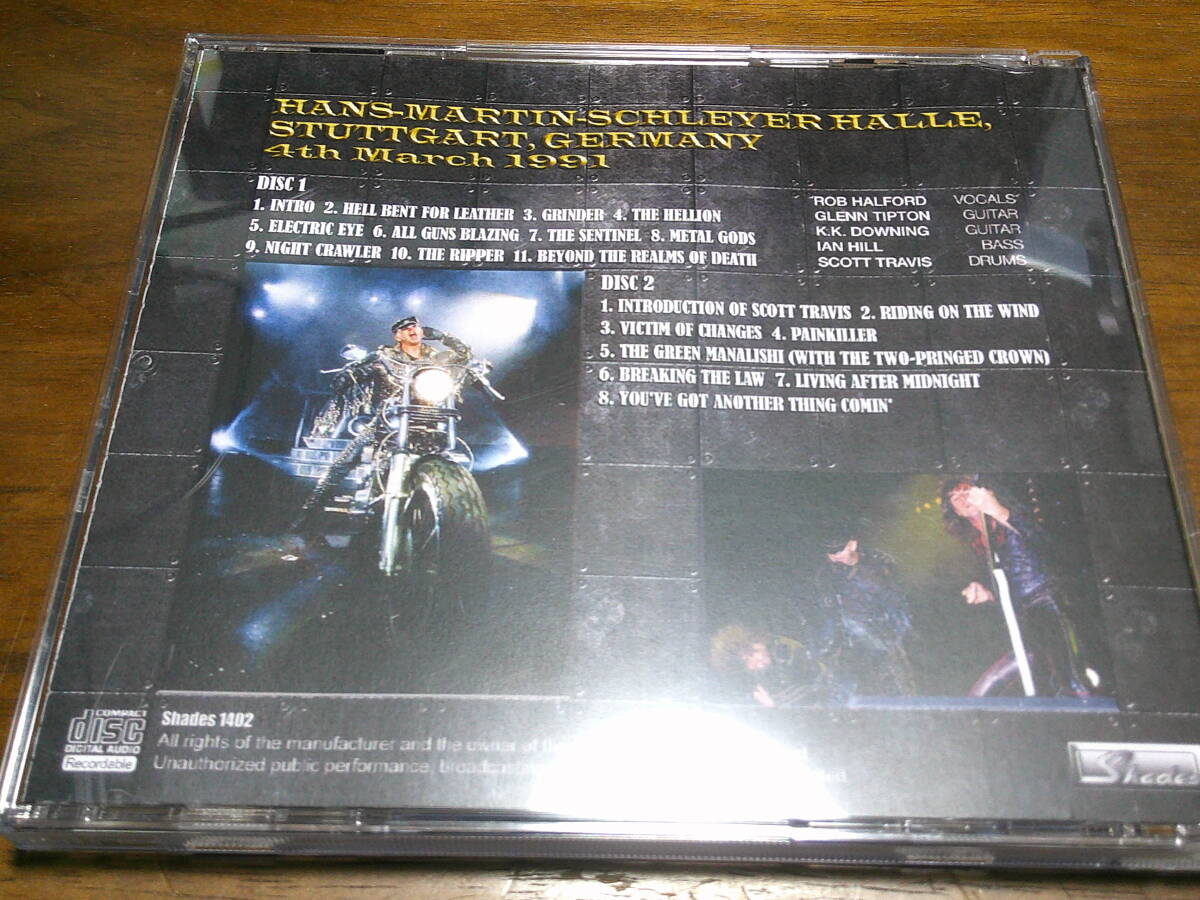 HANS-MARTIN-SCHLEYER HALLE,
STUTTGART, GERMANY
4th March 1991
DISC 1
1. INTRO 2. HELL BENT FOR LEATHER 3. GRINDER 4. THE HELLION
5. ELECTRIC EYE 6. ALL GUNS BLAZING 7. THE SENTINEL 8. METAL GODS
9. NIGHT CRAWLER 10. THE RIPPER 11. BEYOND THE REALMS OF DEATH
ROB HALFORD VOCALS
GLENN TIPTON GUITAR
K.K. DOWNING GUITAR
IAN HILL BASS
SCOTT TRAVIS DRUMS
DISC 2
1. INTRODUCTION OF SCOTT TRAVIS 2. RIDING ON THE WIND
3. VICTIM OF CHANGES 4. PAINKILLER
5. THE GREEN MANALISHI (WITH THE TWO-PRINGED CROWN)
6. BREAKING THE LAW 7. LIVING AFTER MIDNIGHT
8. YOU'VE GOT ANOTHER THING COMIN'
COMPACT
disc
DIGITAL AUDIO
Recordable
Shades 1402
All rights of the manufacturer and the owner of
Unauthorized public performance,
Shades